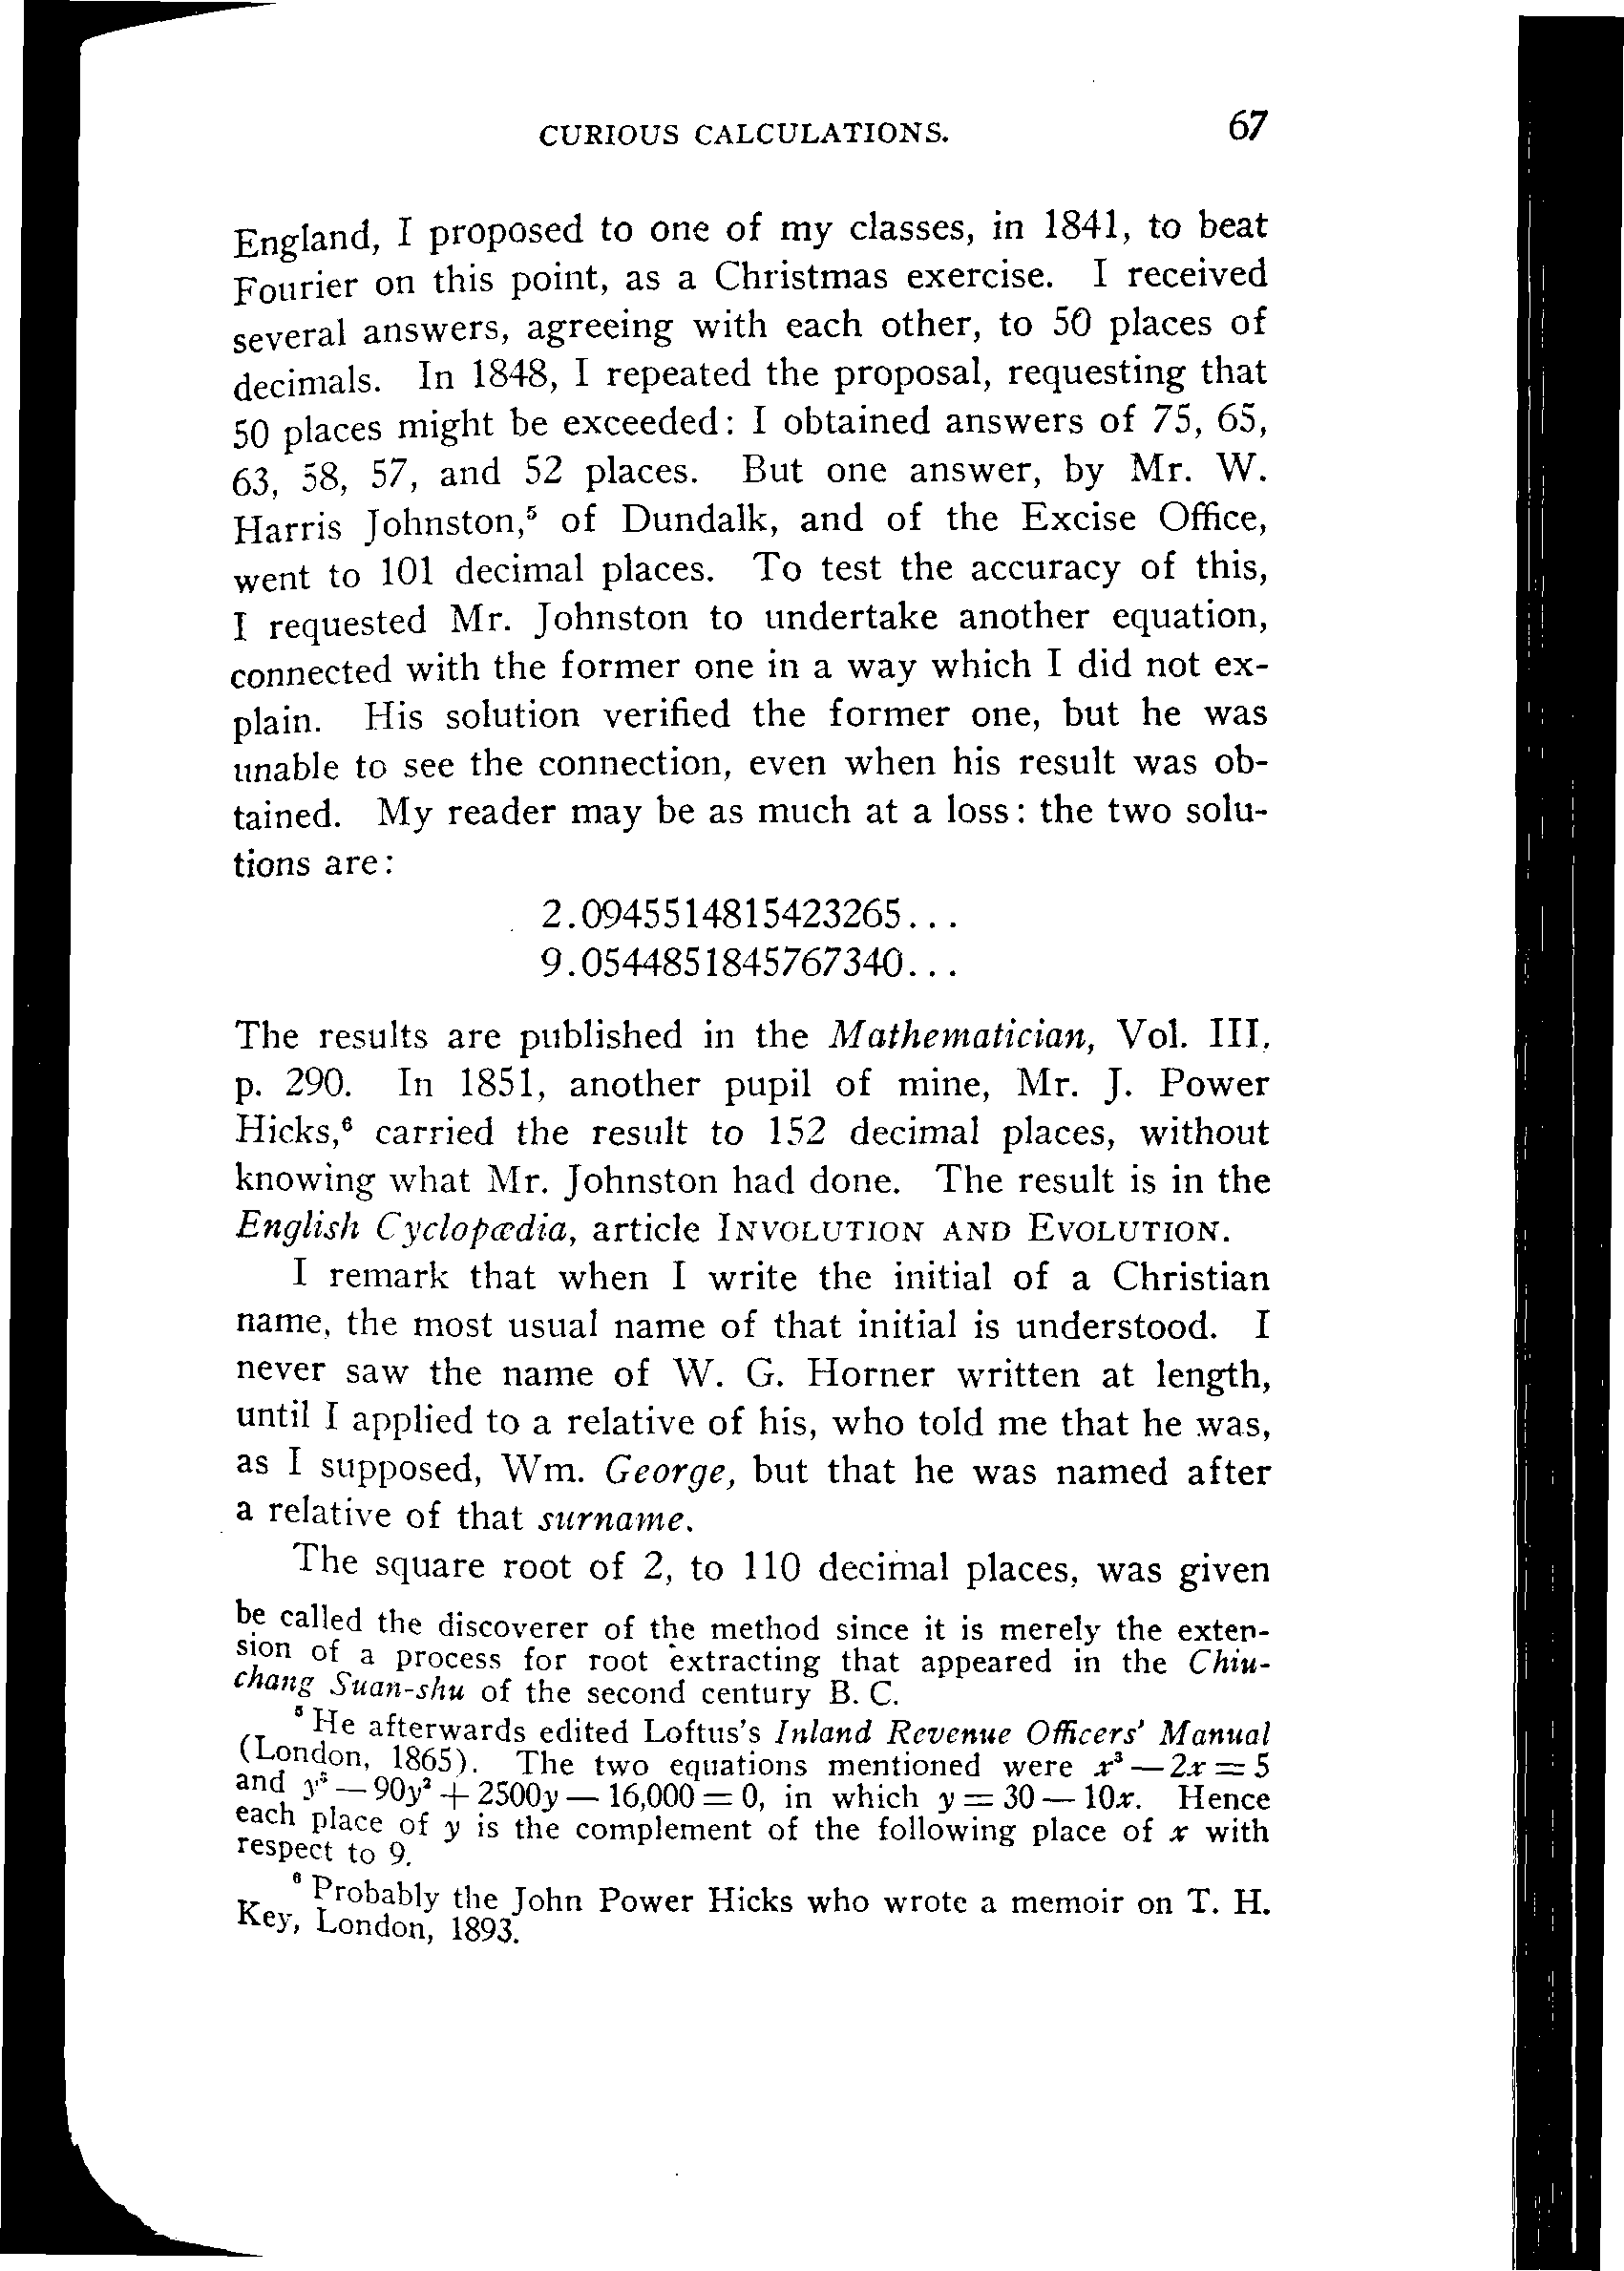 CURIOUS CALCULATIONS. 67
England, I proposed to one of my classes, in 1841, to beat
Fourier on this point, as a Christmas exercise. I received
several answers, agreeing with each other, to 50 places of
decimals. In 1848, I repeated the proposal, requesting that
50 places might be exceeded: I obtained answers of 75, 65,
63, 58, 57, and 52 places. But one answer, by Mr. W.
Harris Johnston,⁵ of Dundalk, and of the Excise Office,
went to 101 decimal places. To test the accuracy of this,
I requested Mr. Johnston to undertake another equation,
connected with the former one in a way which I did not ex-
plain. His solution verified the former one, but he was
unable to see the connection, even when his result was ob-
tained. My reader may be as much at a loss: the two solu-
tions are:
2.0945514815423265...
9.0544851845767340...
The results are published in the Mathematician, Vol. III,
p. 290. In 1851, another pupil of mine, Mr. J. Power
Hicks,⁶ carried the result to 152 decimal places, without
knowing what Mr. Johnston had done. The result is in the
English Cyclopædia, article INVOLUTION AND EVOLUTION.
I remark that when I write the initial of a Christian
name, the most usual name of that initial is understood. I
never saw the name of W. G. Horner written at length,
until I applied to a relative of his, who told me that he was,
as I supposed, Wm. George, but that he was named after
a relative of that surname.
The square root of 2, to 110 decimal places, was given
be called the discoverer of the method since it is merely the exten-
sion of a process for root extracting that appeared in the Chiu-
chang Suan-shu of the second century B. C.
⁵ He afterwards edited Loftus's Inland Revenue Officers' Manual
(London, 1865). The two equations mentioned were x³ — 2x = 5
and y³ — 90y² + 2500y — 16,000 = 0, in which y = 30 — 10x. Hence
each place of y is the complement of the following place of x with
respect to 9.
⁶ Probably the John Power Hicks who wrote a memoir on T. H.
Key, London, 1893.